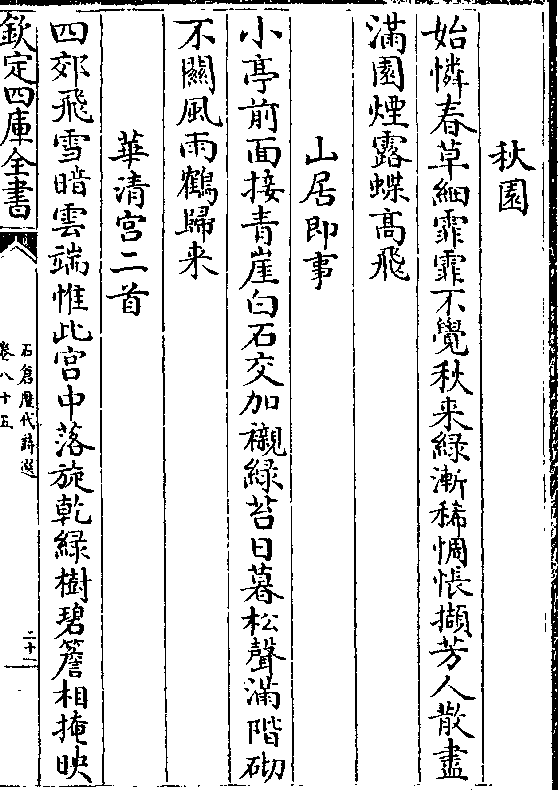 秋園
始憐春草細霏霏不覺秋来緑漸稀惆悵擷芳人散盡
滿園煙露蝶髙飛
山居即事
小亭前面接青崖白石交加襯緑苔日暮松聲滿階砌
不闗風雨鶴歸来
華清宫二首
四郊飛雪暗雲端惟此宫中落旋乾緑樹碧簷相掩映
欽定四庫全書
石倉歷代詩選
卷八十五
二十一